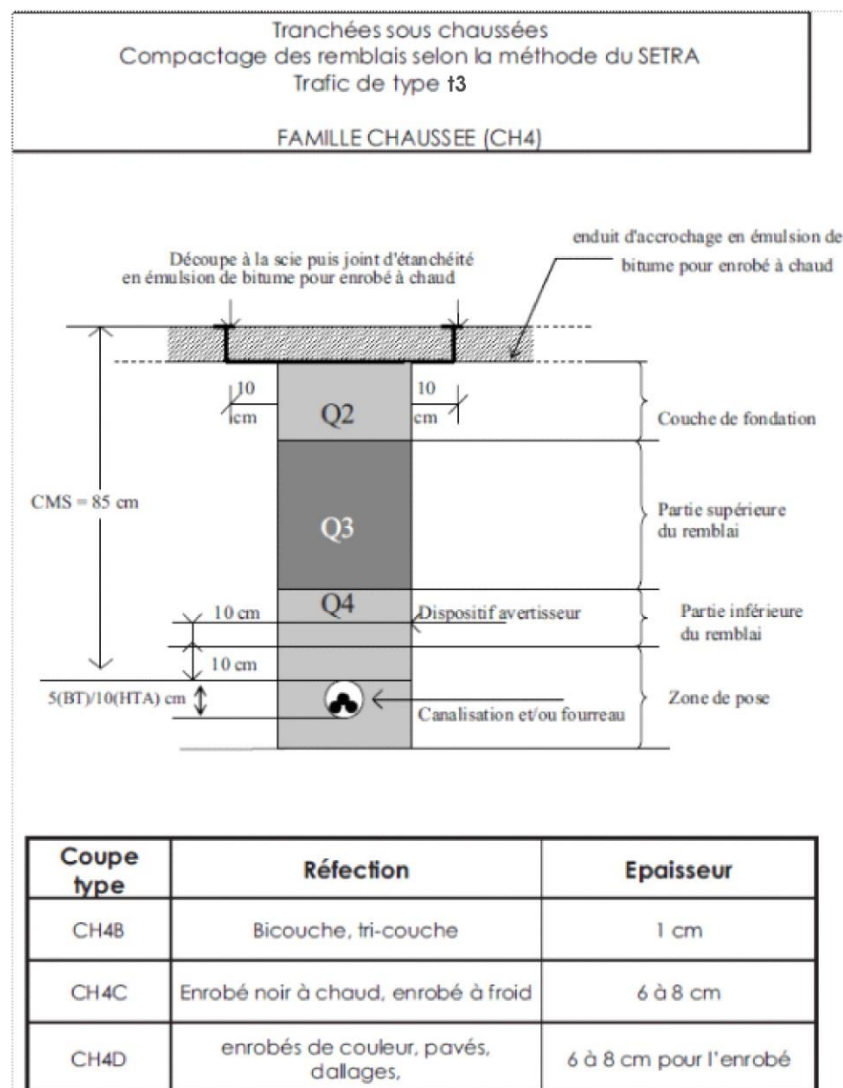 Tranchées sous chaussées
Compactage des remblais selon la méthode du SETRA
Trafic de type t3
FAMILLE CHAUSSEE (CH4)
enduit d'accrochage en émulsion de
bitume pour enrobé à chaud
Découpe à la scie puis joint d'étanchéité
en émulsion de bitume pour enrobé à chaud
10
cm
10
cm
Q2
Couche de fondation
CMS = 85 cm
Q3
Partie supérieure
du remblai
Q4
10 cm
Dispositif avertisseur
Partie inférieure
du remblai
10 cm
5(BT)/10(HTA) cm
Canalisation et/ou fourreau
Zone de pose
Coupe
type
Réfection
Epaisseur
CH4B
Bicouche, tri-couche
1 cm
CH4C
Enrobé noir à chaud, enrobé à froid
6 à 8 cm
CH4D
enrobés de couleur, pavés,
dallages,
6 à 8 cm pour l'enrobé